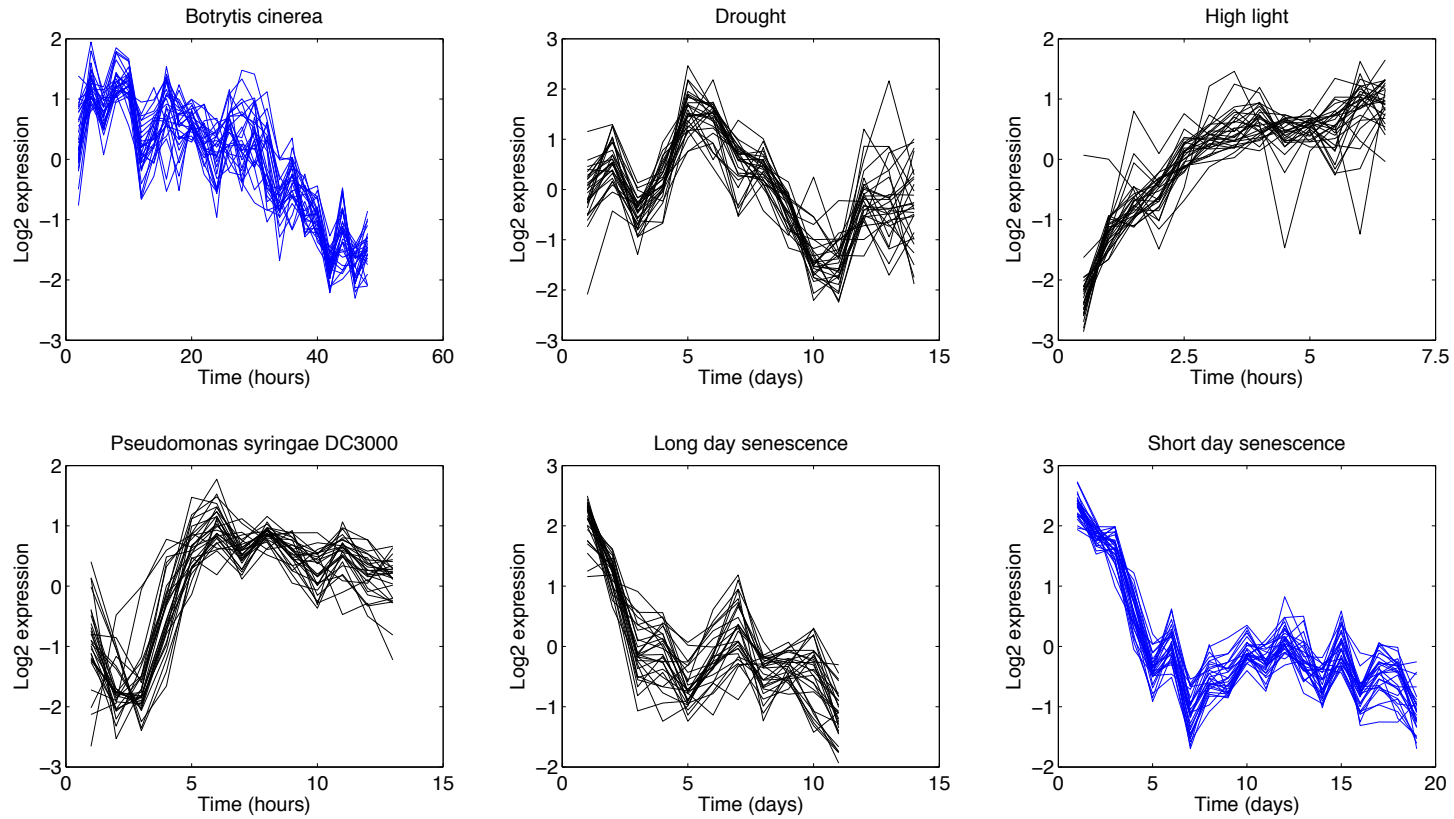 Botrytis cinerea
2
1
0
−1
−2
−3
0 20 40 60
Log2 expression
Time (hours)
Drought
3
2
1
0
−1
−2
−3
0 5 10 15
Log2 expression
Time (days)
High light
2
1
0
−1
−2
−3
0 2.5 5 7.5
Log2 expression
Time (hours)
Pseudomonas syringae DC3000
2
1
0
−1
−2
−3
0 5 10 15
Log2 expression
Time (hours)
Long day senescence
3
2
1
0
−1
−2
0 5 10 15
Log2 expression
Time (days)
Short day senescence
3
2
1
0
−1
−2
0 5 10 15 20
Log2 expression
Time (days)